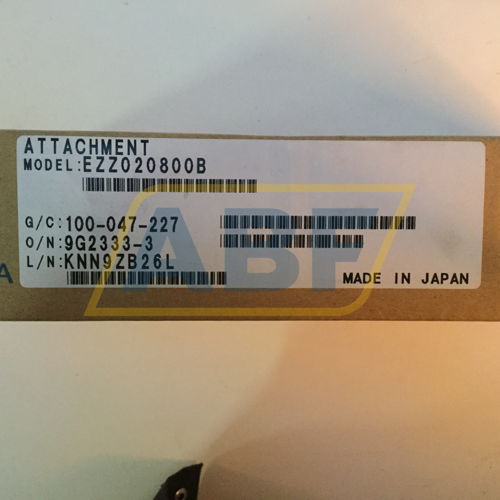 ATTACHMENT
MODEL:EZZ020800B
G/C:100-047-227
O/N:9G2333-3
L/N:KNN9ZB26L
MADE IN JAPAN
A
ABF